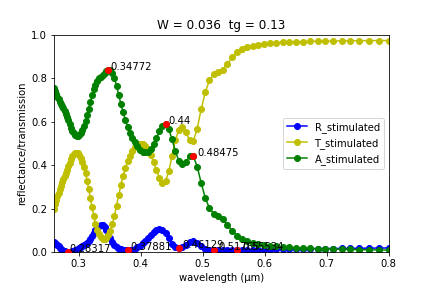 W = 0.036 tg = 0.13
reflectance/transmission
1.0
0.8
0.6
0.4
0.2
0.0
0.34772
0.44
0.48475
R_stimulated
T_stimulated
A_stimulated
0.3
0.4
0.5
0.6
0.7
0.8
wavelength (μm)